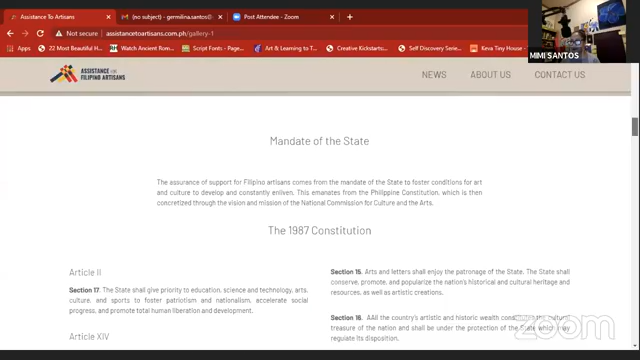 Assistance To Artisans
(no subject) - germilina.santos@
Post Attendee - Zoom
Not secure
assistancetoartisans.com.ph/gallery-1
Apps
22 Most Beautiful H...
Watch Ancient Rom...
Script Fonts - Page...
Art & Learning to T...
Creative Kickstarte...
Self Discovery Serie...
Keva Tiny House -
MIMI SANTOS
ASSISTANCE FOR
FILIPINO ARTISANS
NEWS
ABOUT US
CONTACT US
Mandate of the State
The assurance of support for Filipino artisans comes from the mandate of the State to foster conditions for art
and culture to develop and constantly enliven. This emanates from the Philippine Constitution, which is then
concretized through the vision and mission of the National Commission for Culture and the Arts.
The 1987 Constitution
Article II
Section 17. The State shall give priority to education, science and technology, arts,
culture, and sports to foster patriotism and nationalism, accelerate social
progress, and promote total human liberation and development.
Article XIV
Section 15. Arts and letters shall enjoy the patronage of the State. The State shall
conserve, promote, and popularize the nation's historical and cultural heritage and
resources, as well as artistic creations.
Section 16. AAll the country's artistic and historic wealth constitutes the cultural
treasure of the nation and shall be under the protection of the State which may
regulate its disposition.
zoom